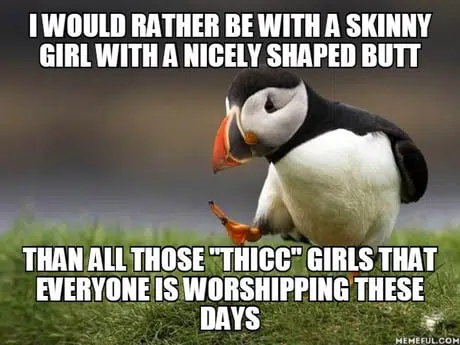 I WOULD RATHER BE WITH A SKINNY
GIRL WITH A NICELY SHAPED BUTT
THAN ALL THOSE "THICC" GIRLS THAT
EVERYONE IS WORSHIPPING THESE
DAYS
MEMEFUL.COM